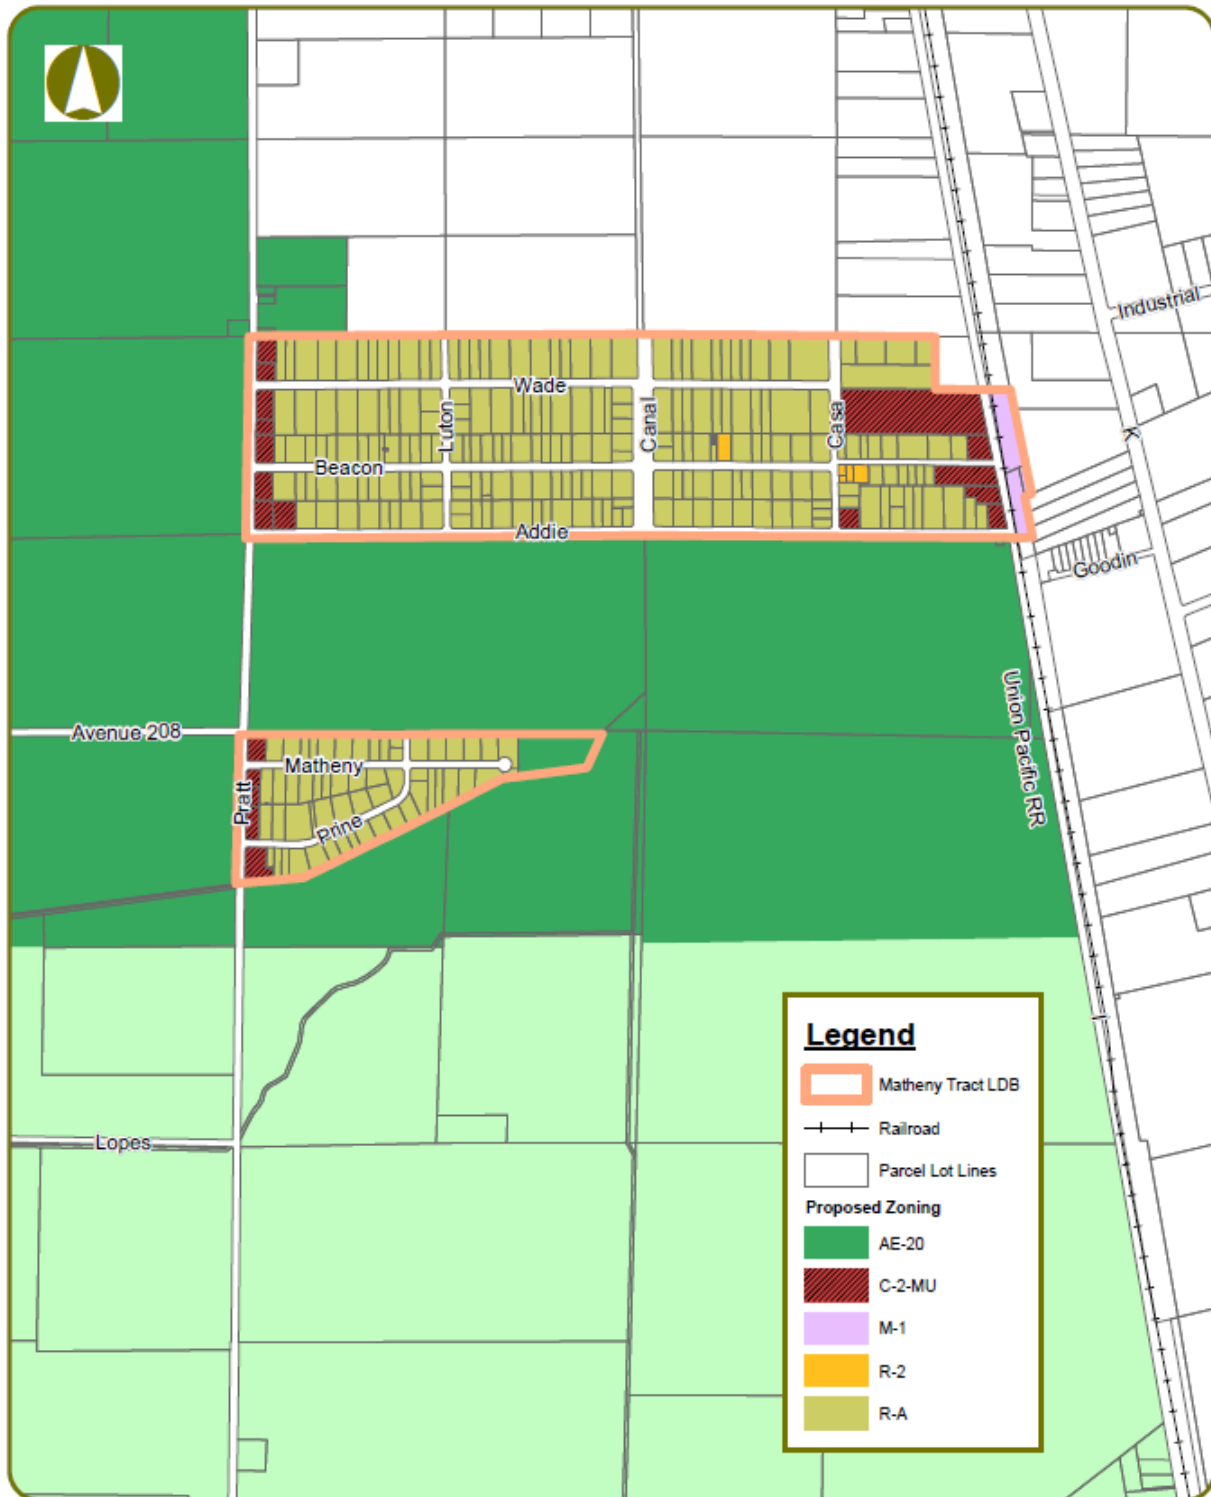 Industrial
Wade
Luton
Canal
Casa
K
Beacon
Addie
Goodin
Union Pacific RR
Avenue 208
Matheny
Pratt
Prine
I
Lopes
Legend
Matheny Tract LDB
Railroad
Parcel Lot Lines
Proposed Zoning
AE-20
C-2-MU
M-1
R-2
R-A